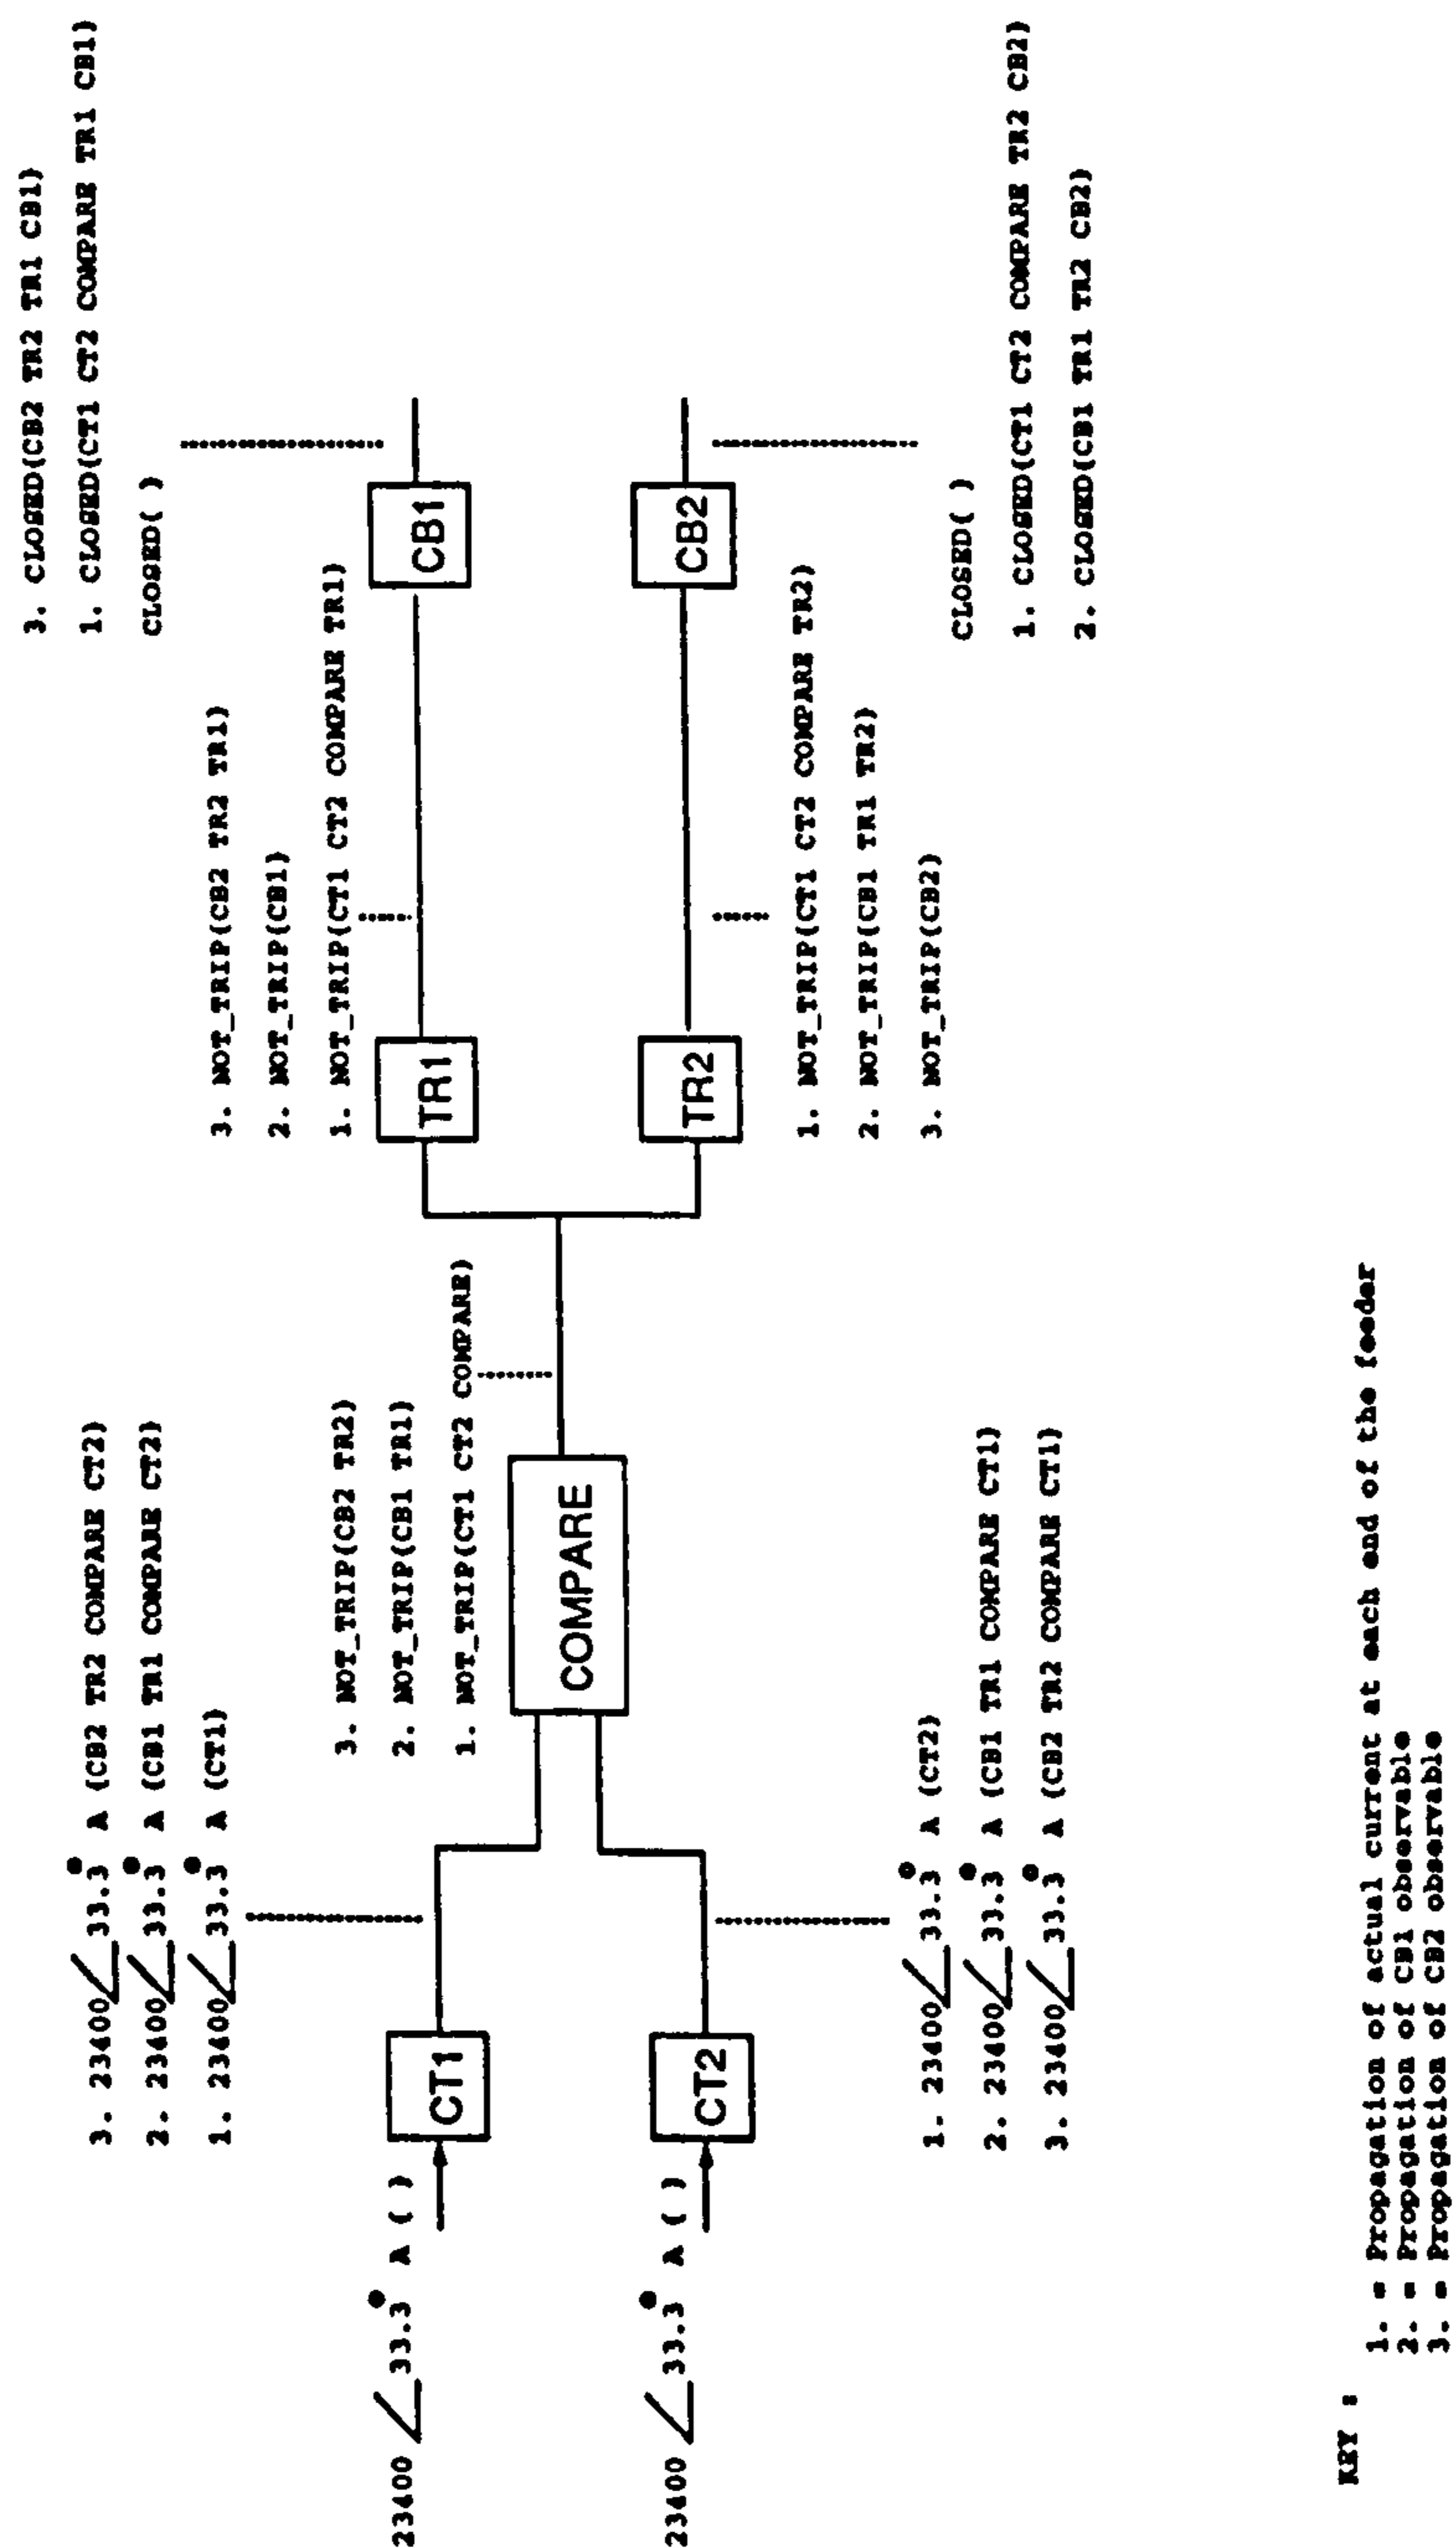 3. CLOSED(CB2 TR2 TR1 CB1)
1. CLOSED(CT1 CT2 COMPARE TR1 CB1)
CLOSED( )
3. NOT_TRIP(CB2 TR2 TR1)
2. NOT_TRIP(CB1)
1. NOT_TRIP(CT1 CT2 COMPARE TR1)
3. 23400∠33.3° A (CB2 TR2 COMPARE CT2)
2. 23400∠33.3° A (CB1 TR1 COMPARE CT2)
1. 23400∠33.3° A (CT1)
3. NOT_TRIP(CB2 TR2)
2. NOT_TRIP(CB1 TR1)
1. NOT_TRIP(CT1 CT2 COMPARE)
23400∠33.3° A ( )
CT1
TR1
CB1
COMPARE
23400∠33.3° A ( )
CT2
TR2
CB2
1. NOT_TRIP(CT1 CT2 COMPARE TR2)
2. NOT_TRIP(CB1 TR1 TR2)
3. NOT_TRIP(CB2)
1. 23400∠33.3° A (CT2)
2. 23400∠33.3° A (CB1 TR1 COMPARE CT1)
3. 23400∠33.3° A (CB2 TR2 COMPARE CT1)
CLOSED( )
1. CLOSED(CT1 CT2 COMPARE TR2 CB2)
2. CLOSED(CB1 TR1 TR2 CB2)
KEY :
1. = Propagation of actual current at each end of the feeder
2. = Propagation of CB1 observable
3. = Propagation of CB2 observable